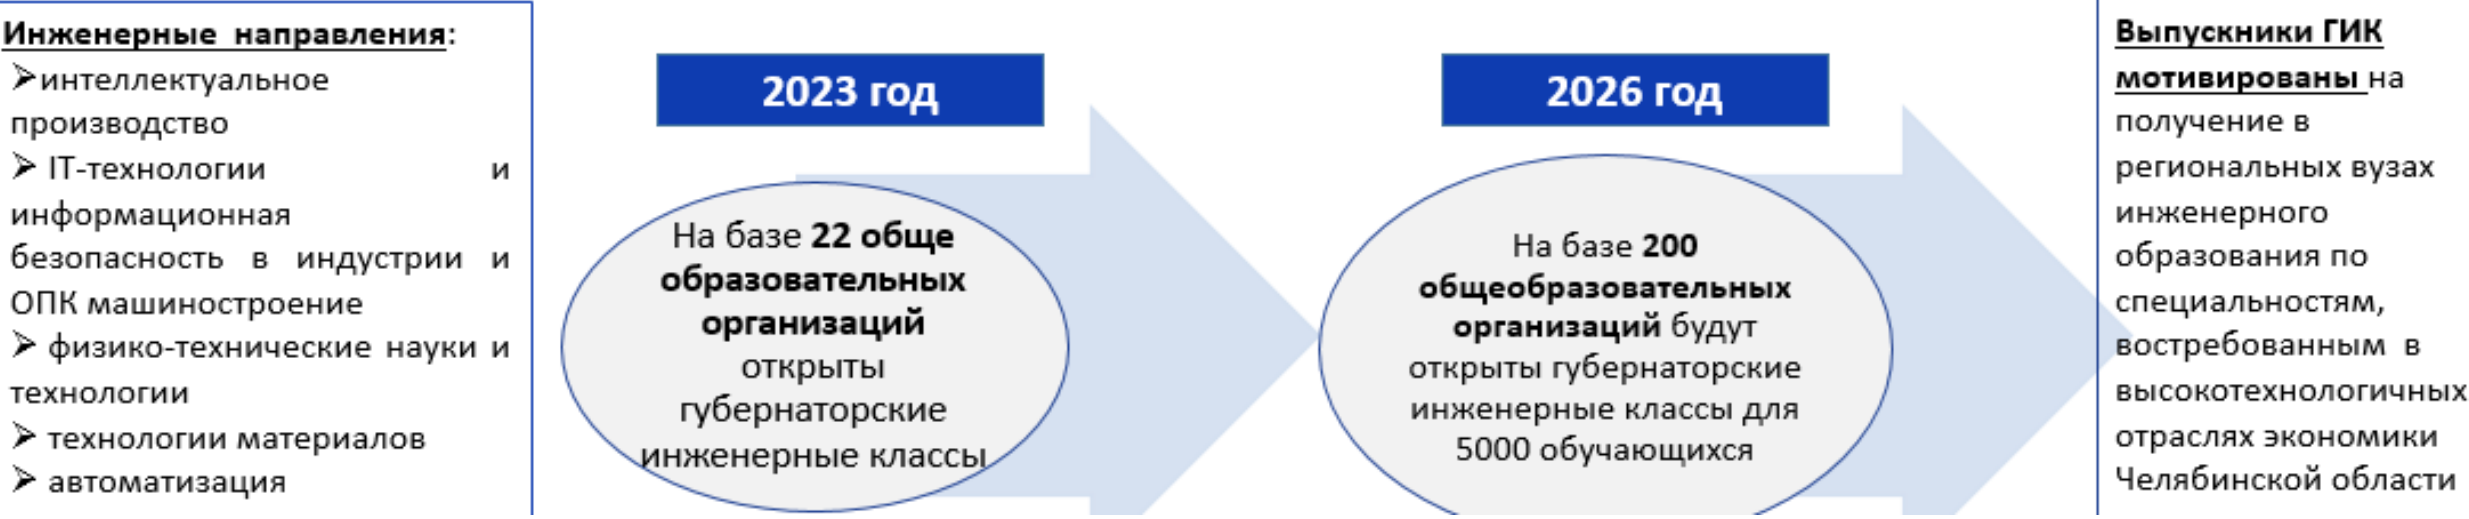 Инженерные направления:
➢интеллектуальное
производство
➢ IT-технологии и
информационная
безопасность в индустрии и
ОПК машиностроение
➢ физико-технические науки и
технологии
➢ технологии материалов
➢ автоматизация
2023 год
На базе 22 обще
образовательных
организаций
открыты
губернаторские
инженерные классы
2026 год
На базе 200
общеобразовательных
организаций будут
открыты губернаторские
инженерные классы для
5000 обучающихся
Выпускники ГИК
мотивированы на
получение в
региональных вузах
инженерного
образования по
специальностям,
востребованным в
высокотехнологичных
отраслях экономики
Челябинской области